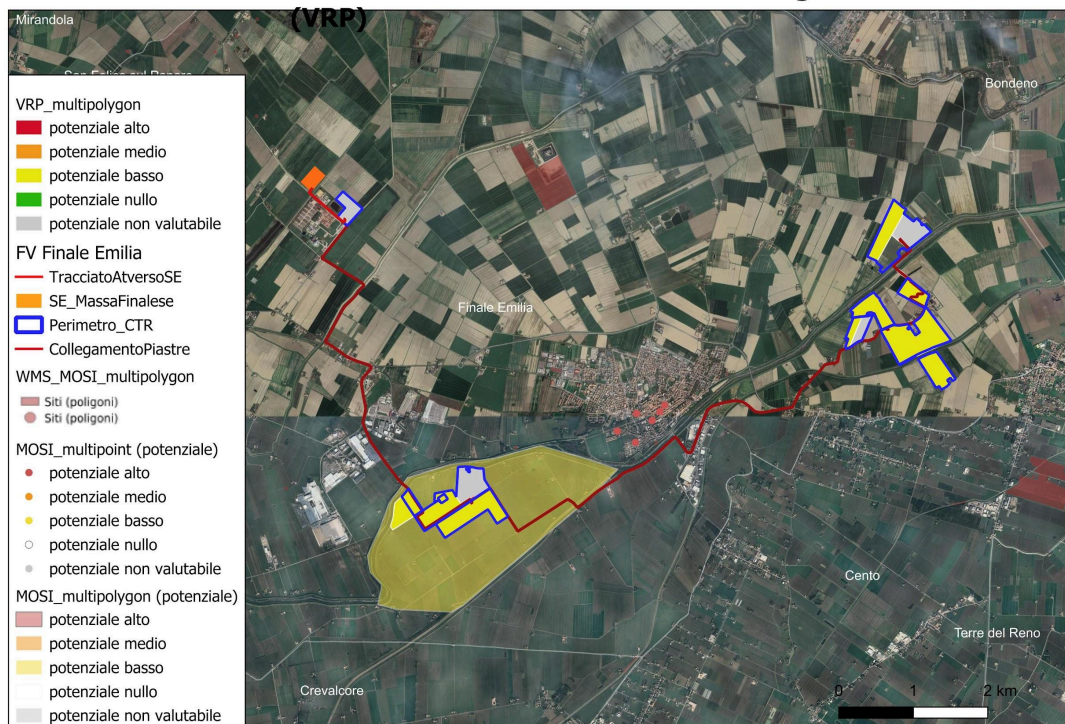 (VRP)
Mirandola
Bondeno
VRP_multipolygon
potenziale alto
potenziale medio
potenziale basso
potenziale nullo
potenziale non valutabile
FV Finale Emilia
TracciatoAtversoSE
SE_MassaFinalese
Perimetro_CTR
CollegamentoPiastre
WMS_MOSI_multipolygon
Siti (poligoni)
Siti (poligoni)
MOSI_multipoint (potenziale)
potenziale alto
potenziale medio
potenziale basso
potenziale nullo
potenziale non valutabile
MOSI_multipolygon (potenziale)
potenziale alto
potenziale medio
potenziale basso
potenziale nullo
potenziale non valutabile
Finale Emilia
Cento
Terre del Reno
Crevalcore
0 1 2 km